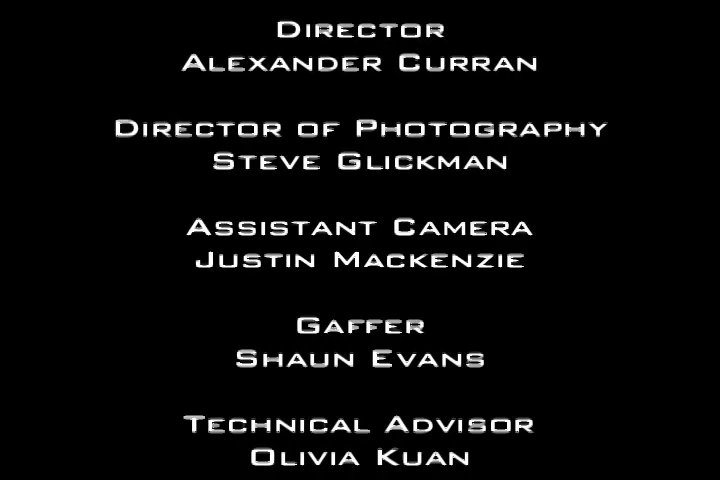 Director
Alexander Curran
Director of Photography
Steve Glickman
Assistant Camera
Justin Mackenzie
Gaffer
Shaun Evans
Technical Advisor
Olivia Kuan